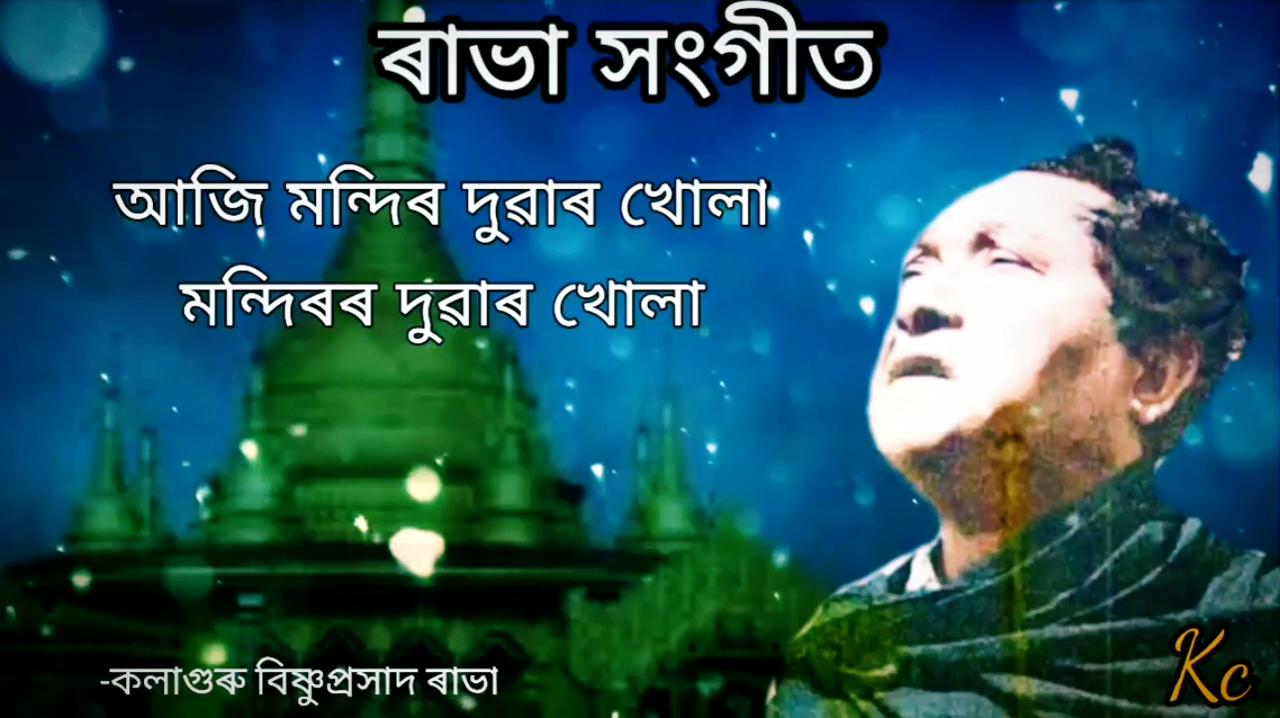 ৰাভা সংগীত
আজি মন্দিৰ দুৱাৰ খোলা
মন্দিৰৰ দুৱাৰ খোলা
-কলাগুৰু বিষ্ণুপ্ৰসাদ ৰাভা
Kc